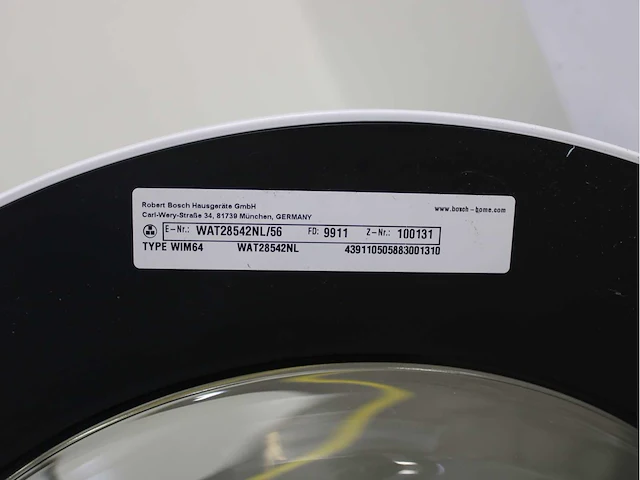 Robert Bosch Hausgeräte GmbH
Carl-Wery-Straße 34, 81739 München, GERMANY
www.bosch-home.com
E-Nr.: WAT28542NL/56 FD: 9911 Z-Nr.: 100131
TYPE WIM64 WAT28542NL 439110505883001310